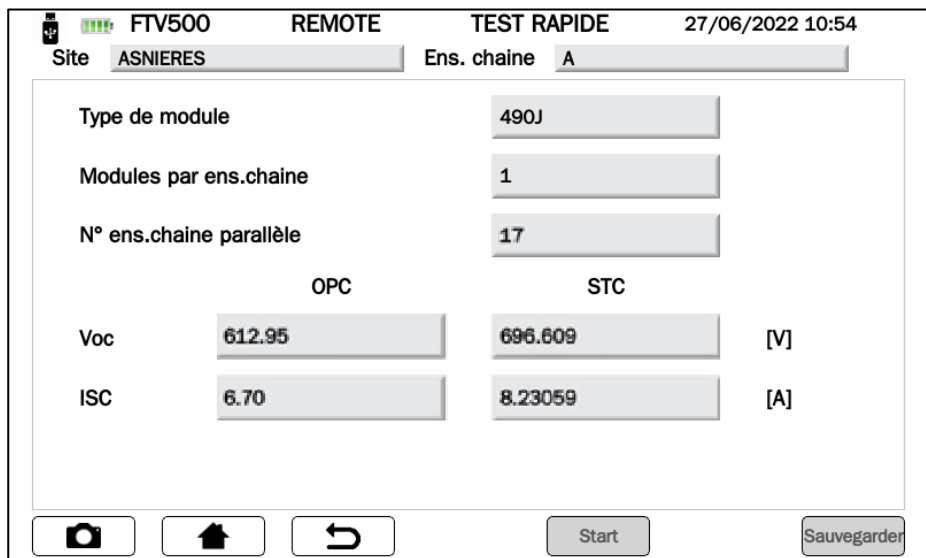 FTV500 REMOTE TEST RAPIDE 27/06/2022 10:54
Site ASNIERES Ens. chaine A
Type de module 490J
Modules par ens.chaine 1
N° ens.chaine parallèle 17
OPC STC
Voc 612.95 696.609 [V]
ISC 6.70 8.23059 [A]
Start Sauvegarder